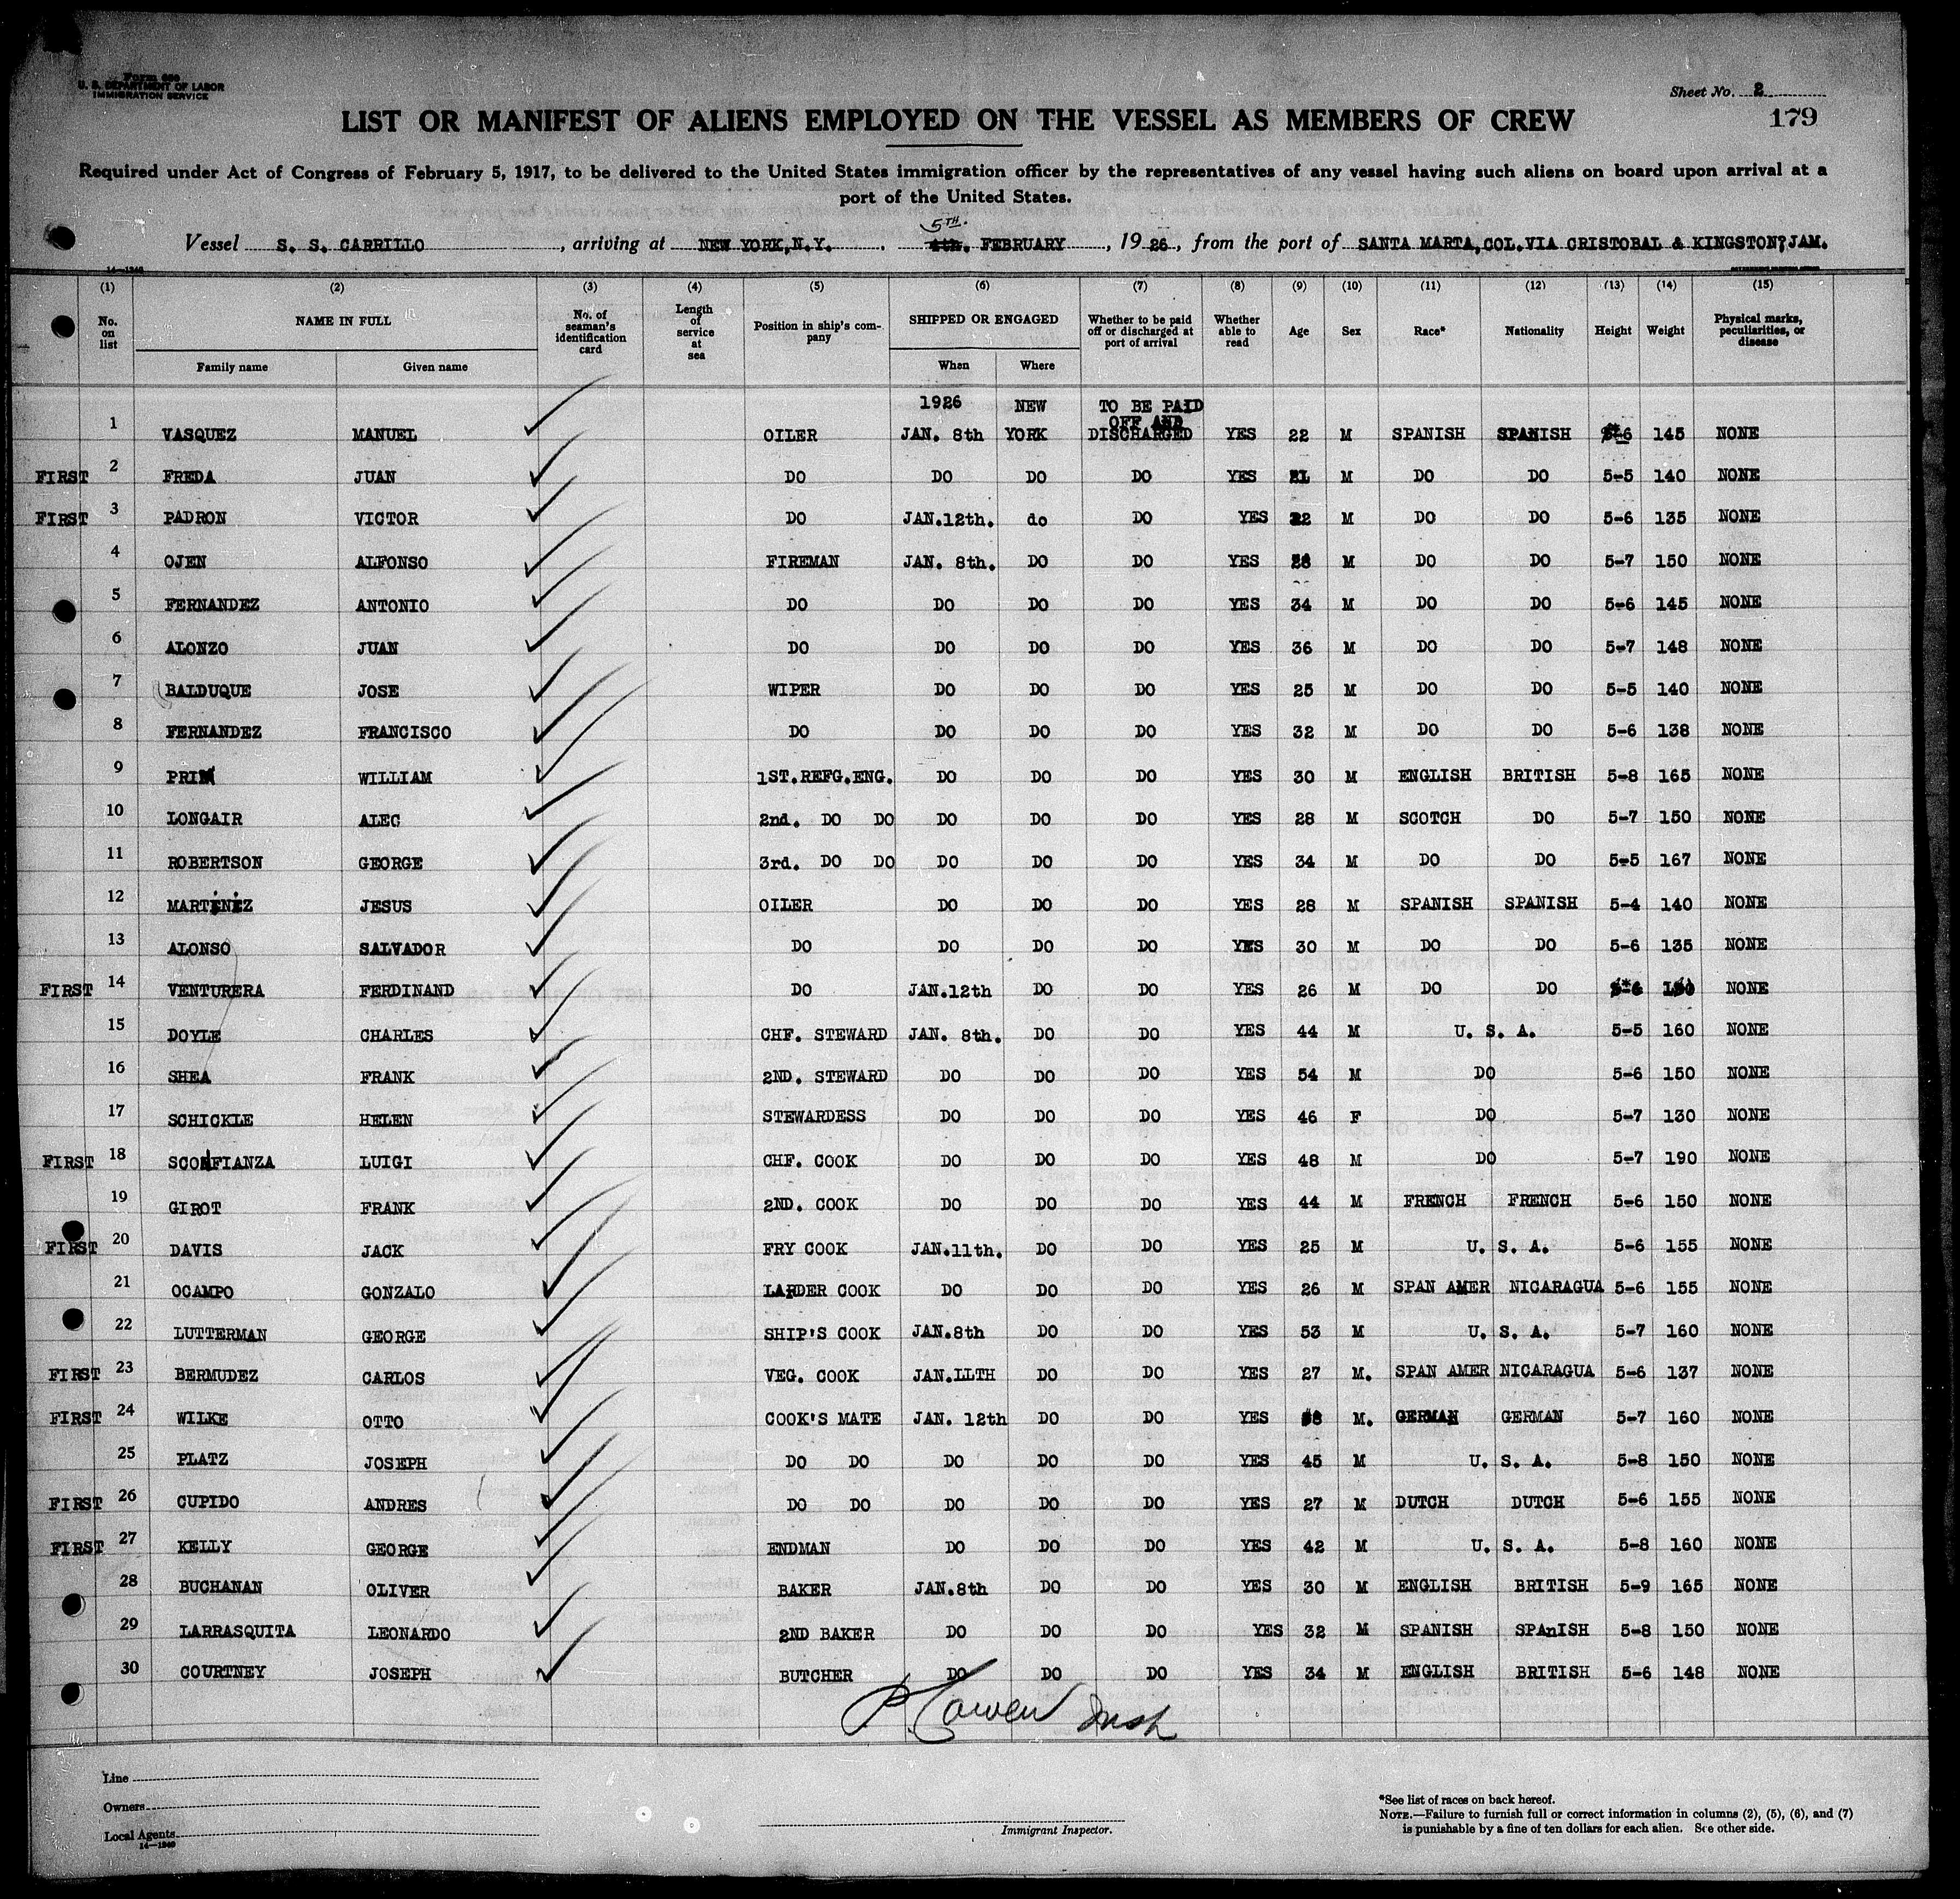 Form 680
U. S. DEPARTMENT OF LABOR
IMMIGRATION SERVICE
Sheet No. 2
179
LIST OR MANIFEST OF ALIENS EMPLOYED ON THE VESSEL AS MEMBERS OF CREW
Required under Act of Congress of February 5, 1917, to be delivered to the United States immigration officer by the representatives of any vessel having such aliens on board upon arrival at a
port of the United States.
5TH.
Vessel S. S. CARRILLO, arriving at NEW YORK,N.Y. , 4th. FEBRUARY, 1926, from the port of SANTA MARTA,COL.VIA CRISTOBAL & KINGSTON?JAM.
14—1240
(1) (2) (3) (4) (5) (6) (7) (8) (9) (10) (11) (12) (13) (14) (15)
No. on list NAME IN FULL No. of seaman's identification card Length of service at sea Position in ship's company SHIPPED OR ENGAGED Whether to be paid off or discharged at port of arrival Whether able to read Age Sex Race* Nationality Height Weight Physical marks, peculiarities, or disease
Family name Given name When Where
1926 NEW TO BE PAID
OFF AND
1 VASQUEZ MANUEL OILER JAN. 8th YORK DISCHARGED YES 22 M SPANISH SPANISH 5-6 145 NONE
FIRST 2 FREDA JUAN DO DO DO DO YES M DO DO 5-5 140 NONE
FIRST 3 PADRON VICTOR DO JAN.12th. do DO YES 22 M DO DO 5-6 135 NONE
4 OJEN ALFONSO FIREMAN JAN. 8th. DO DO YES M DO DO 5-7 150 NONE
5 FERNANDEZ ANTONIO DO DO DO DO YES 34 M DO DO 5-6 145 NONE
6 ALONZO JUAN DO DO DO DO YES 36 M DO DO 5-7 148 NONE
7 BALDUQUE JOSE WIPER DO DO DO YES 25 M DO DO 5-5 140 NONE
8 FERNANDEZ FRANCISCO DO DO DO DO YES 32 M DO DO 5-6 138 NONE
9 WILLIAM 1ST.REFG.ENG. DO DO DO YES 30 M ENGLISH BRITISH 5-8 165 NONE
10 LONGAIR ALEC 2nd. DO DO DO DO DO YES 28 M SCOTCH DO 5-7 150 NONE
11 ROBERTSON GEORGE 3rd. DO DO DO DO DO YES 34 M DO DO 5-5 167 NONE
12 MARTINEZ JESUS OILER DO DO DO YES 28 M SPANISH SPANISH 5-4 140 NONE
13 ALONSO SALVADOR DO DO DO DO YES 30 M DO DO 5-6 135 NONE
FIRST 14 VENTURERA FERDINAND DO JAN.12th DO DO YES 26 M DO DO NONE
15 DOYLE CHARLES CHF. STEWARD JAN. 8th. DO DO YES 44 M U. S. A. 5-5 160 NONE
16 SHEA FRANK 2ND. STEWARD DO DO DO YES 54 M DO 5-6 150 NONE
17 SCHICKLE HELEN STEWARDESS DO DO DO YES 46 F DO 5-7 130 NONE
FIRST 18 SCONFIANZA LUIGI CHF. COOK DO DO DO YES 48 M DO 5-7 190 NONE
19 GIROT FRANK 2ND. COOK DO DO DO YES 44 M FRENCH FRENCH 5-6 150 NONE
FIRST 20 DAVIS JACK FRY COOK JAN.11th. DO DO YES 25 M U. S. A. 5-6 155 NONE
21 OCAMPO GONZALO LARDER COOK DO DO DO YES 26 M SPAN AMER NICARAGUA 5-6 155 NONE
22 LUTTERMAN GEORGE SHIP'S COOK JAN.8th DO DO YES 53 M U. S. A. 5-7 160 NONE
FIRST 23 BERMUDEZ CARLOS VEG. COOK JAN.LLTH DO DO YES 27 M. SPAN AMER NICARAGUA 5-6 137 NONE
FIRST 24 WILKE OTTO COOK'S MATE JAN. 12th DO DO YES M. GERMAN GERMAN 5-7 160 NONE
25 PLATZ JOSEPH DO DO DO DO DO YES 45 M U. S. A. 5-8 150 NONE
FIRST 26 CUPIDO ANDRES DO DO DO DO DO YES 27 M DUTCH DUTCH 5-6 155 NONE
FIRST 27 KELLY GEORGE ENDMAN DO DO DO YES 42 M U. S. A. 5-8 160 NONE
28 BUCHANAN OLIVER BAKER JAN.8th DO DO YES 30 M ENGLISH BRITISH 5-9 165 NONE
29 LARRASQUITA LEONARDO 2ND BAKER DO DO DO YES 32 M SPANISH SPAnISH 5-8 150 NONE
30 COURTNEY JOSEPH BUTCHER DO DO DO YES 34 M ENGLISH BRITISH 5-6 148 NONE
Line
Owners
Local Agents
14—1240
Immigrant Inspector.
*See list of races on back hereof.
NOTE.—Failure to furnish full or correct information in columns (2), (5), (6), and (7)
is punishable by a fine of ten dollars for each alien. See other side.